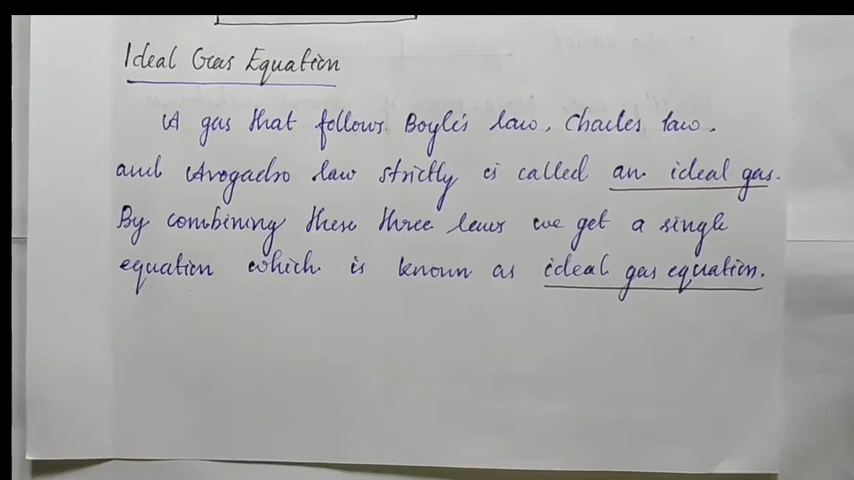 Ideal Gas Equation
A gas that follows Boyle's law, Charles law,
and Avogadro law strictly is called an ideal gas.
By combining these three laws we get a single
equation which is known as ideal gas equation.